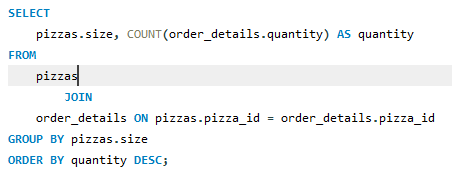 SELECT
    pizzas.size, COUNT(order_details.quantity) AS quantity
FROM
    pizzas
        JOIN
    order_details ON pizzas.pizza_id = order_details.pizza_id
GROUP BY pizzas.size
ORDER BY quantity DESC;